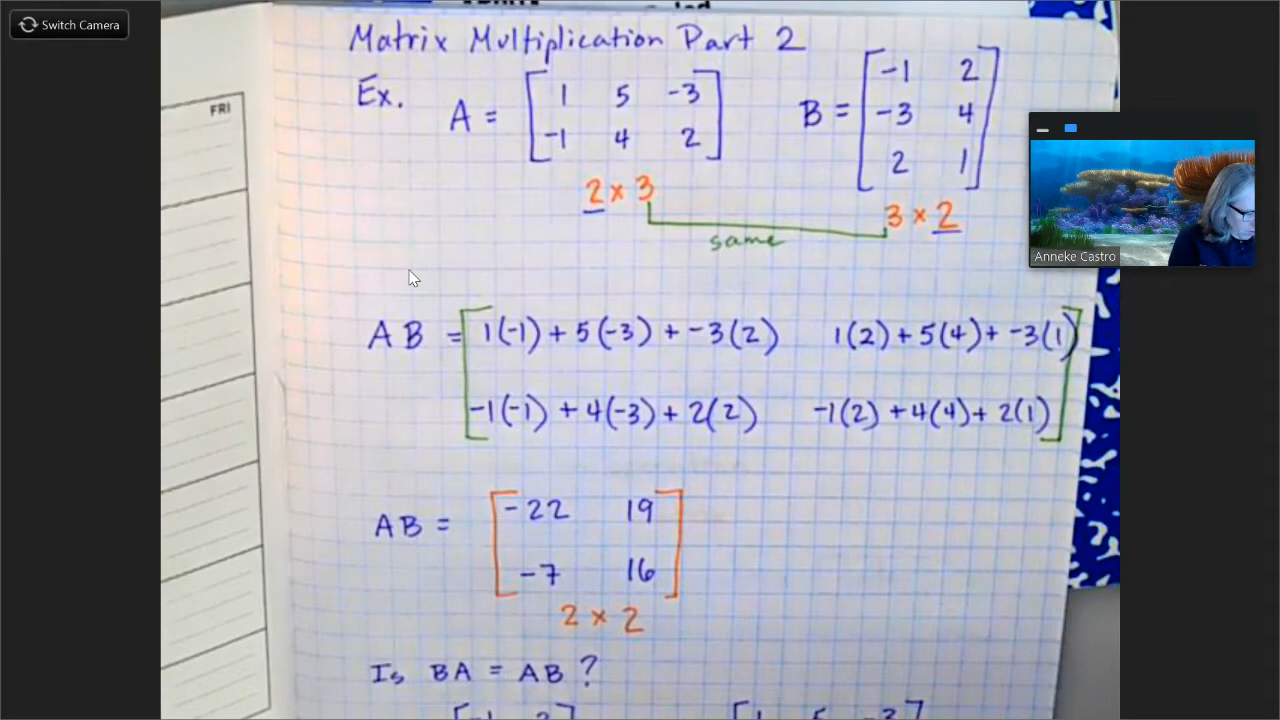 Switch Camera
Matrix Multiplication Part 2
Ex. A = [ 1 5 -3 B = [ -1 2
-1 4 2 ] -3 4
2 1 ]
2 × 3 3 × 2
same
FRI
Anneke Castro
AB = [ 1(-1) + 5(-3) + -3(2) 1(2) + 5(4) + -3(1)
-1(-1) + 4(-3) + 2(2) -1(2) + 4(4) + 2(1) ]
AB = [ -22 19
-7 16 ]
2 × 2
Is BA = AB ?